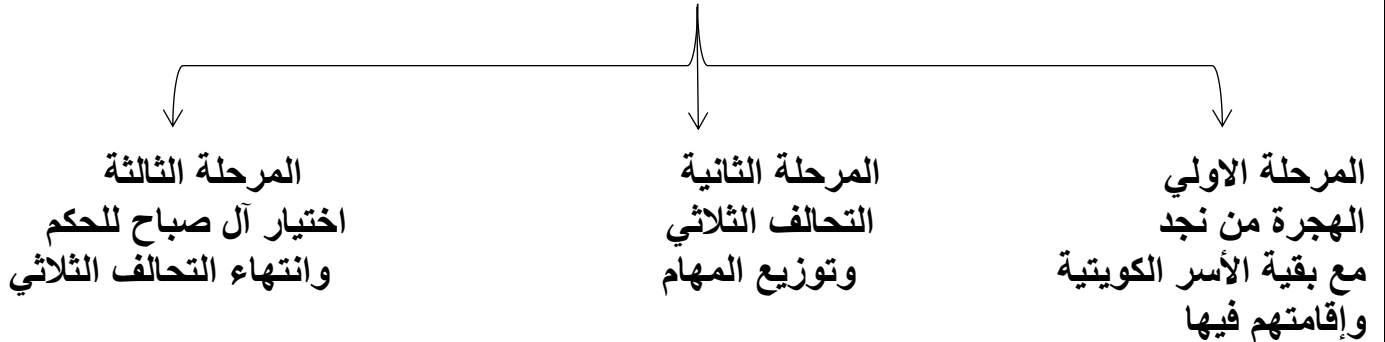 المرحلة الاولي
الهجرة من نجد
مع بقية الأسر الكويتية
وإقامتهم فيها
المرحلة الثانية
التحالف الثلاثي
وتوزيع المهام
المرحلة الثالثة
اختيار آل صباح للحكم
وانتهاء التحالف الثلاثي